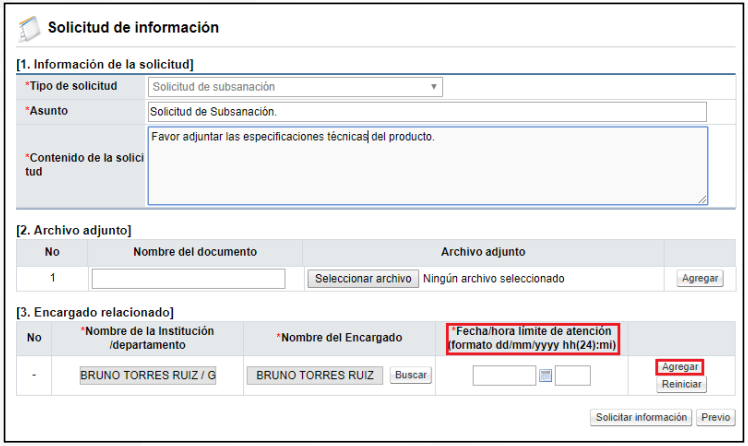 Solicitud de información
[1. Información de la solicitud]
*Tipo de solicitud
Solicitud de subsanación
*Asunto
Solicitud de Subsanación.
*Contenido de la solici
tud
Favor adjuntar las especificaciones técnicas del producto.
[2. Archivo adjunto]
No
Nombre del documento
Archivo adjunto
1
Seleccionar archivo
Ningún archivo seleccionado
Agregar
[3. Encargado relacionado]
No
*Nombre de la Institución
/departamento
*Nombre del Encargado
*Fecha/hora límite de atención
(formato dd/mm/yyyy hh(24):mi)
-
BRUNO TORRES RUIZ / G
BRUNO TORRES RUIZ
Buscar
Agregar
Reiniciar
Solicitar información
Previo